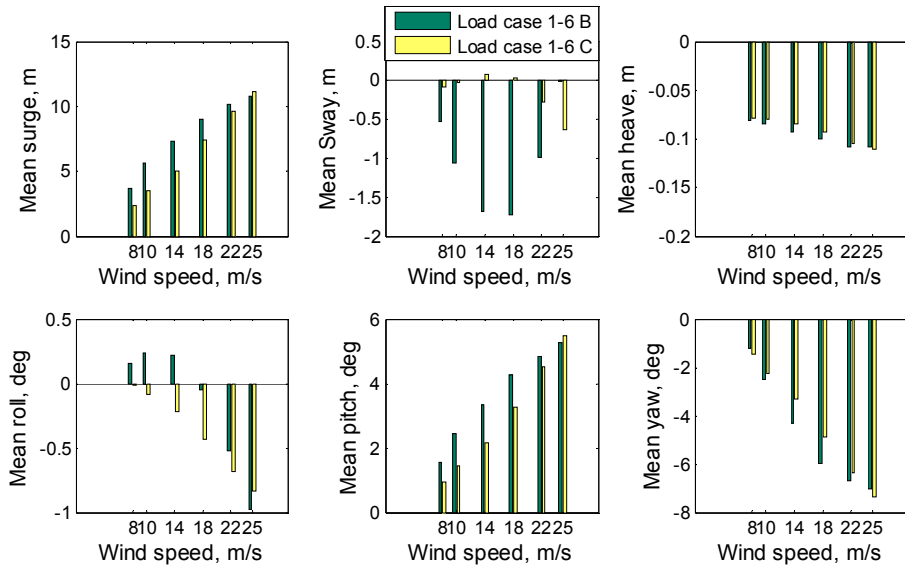 Load case 1-6 B
Load case 1-6 C
15
10
5
0
Mean surge, m
810 14 18 2225
Wind speed, m/s
0.5
0
-0.5
-1
-1.5
-2
Mean Sway, m
810 14 18 2225
Wind speed, m/s
0
-0.05
-0.1
-0.15
-0.2
Mean heave, m
810 14 18 2225
Wind speed, m/s
0.5
0
-0.5
-1
Mean roll, deg
810 14 18 2225
Wind speed, m/s
6
4
2
0
Mean pitch, deg
810 14 18 2225
Wind speed, m/s
0
-2
-4
-6
-8
Mean yaw, deg
810 14 18 2225
Wind speed, m/s